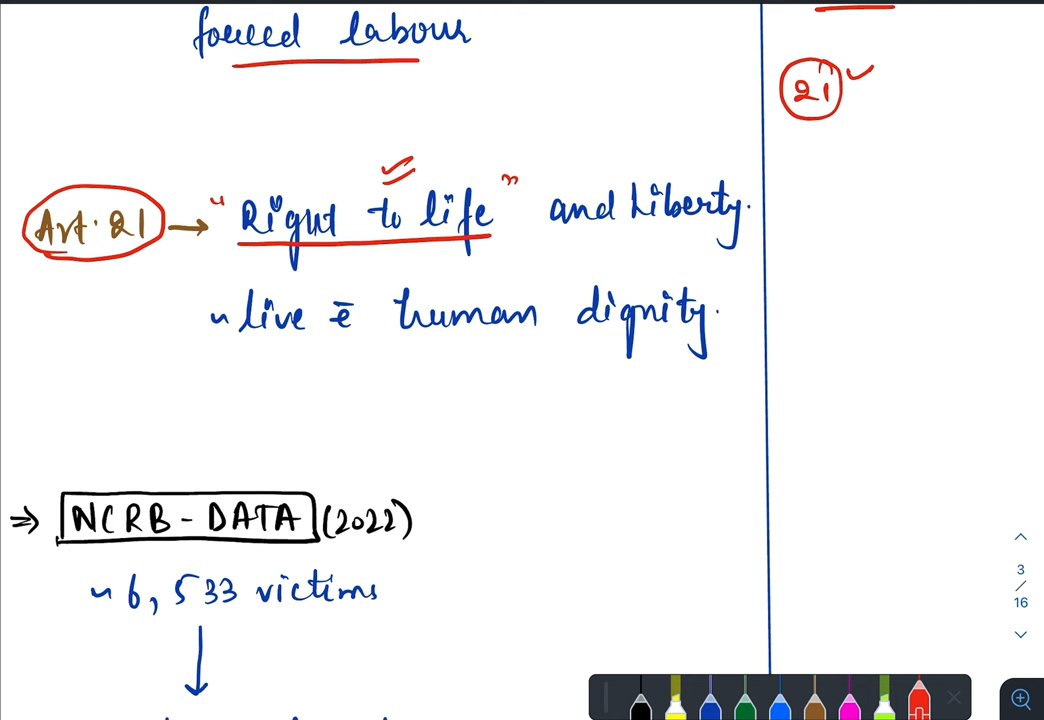 forced labour
21
Art. 21 → "Right to life" and Liberty.
live c̄ human dignity.
⇒ NCRB - DATA (2022)
6,533 victims
3
/
16